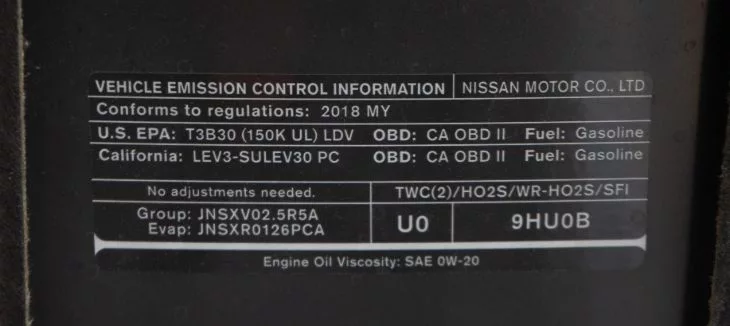 VEHICLE EMISSION CONTROL INFORMATION NISSAN MOTOR CO., LTD
Conforms to regulations: 2018 MY
U.S. EPA: T3B30 (150K UL) LDV OBD: CA OBD II Fuel: Gasoline
California: LEV3-SULEV30 PC OBD: CA OBD II Fuel: Gasoline
No adjustments needed. TWC(2)/HO2S/WR-HO2S/SFI
Group: JNSXV02.5R5A
Evap: JNSXR0126PCA
U0 9HU0B
Engine Oil Viscosity: SAE 0W-20